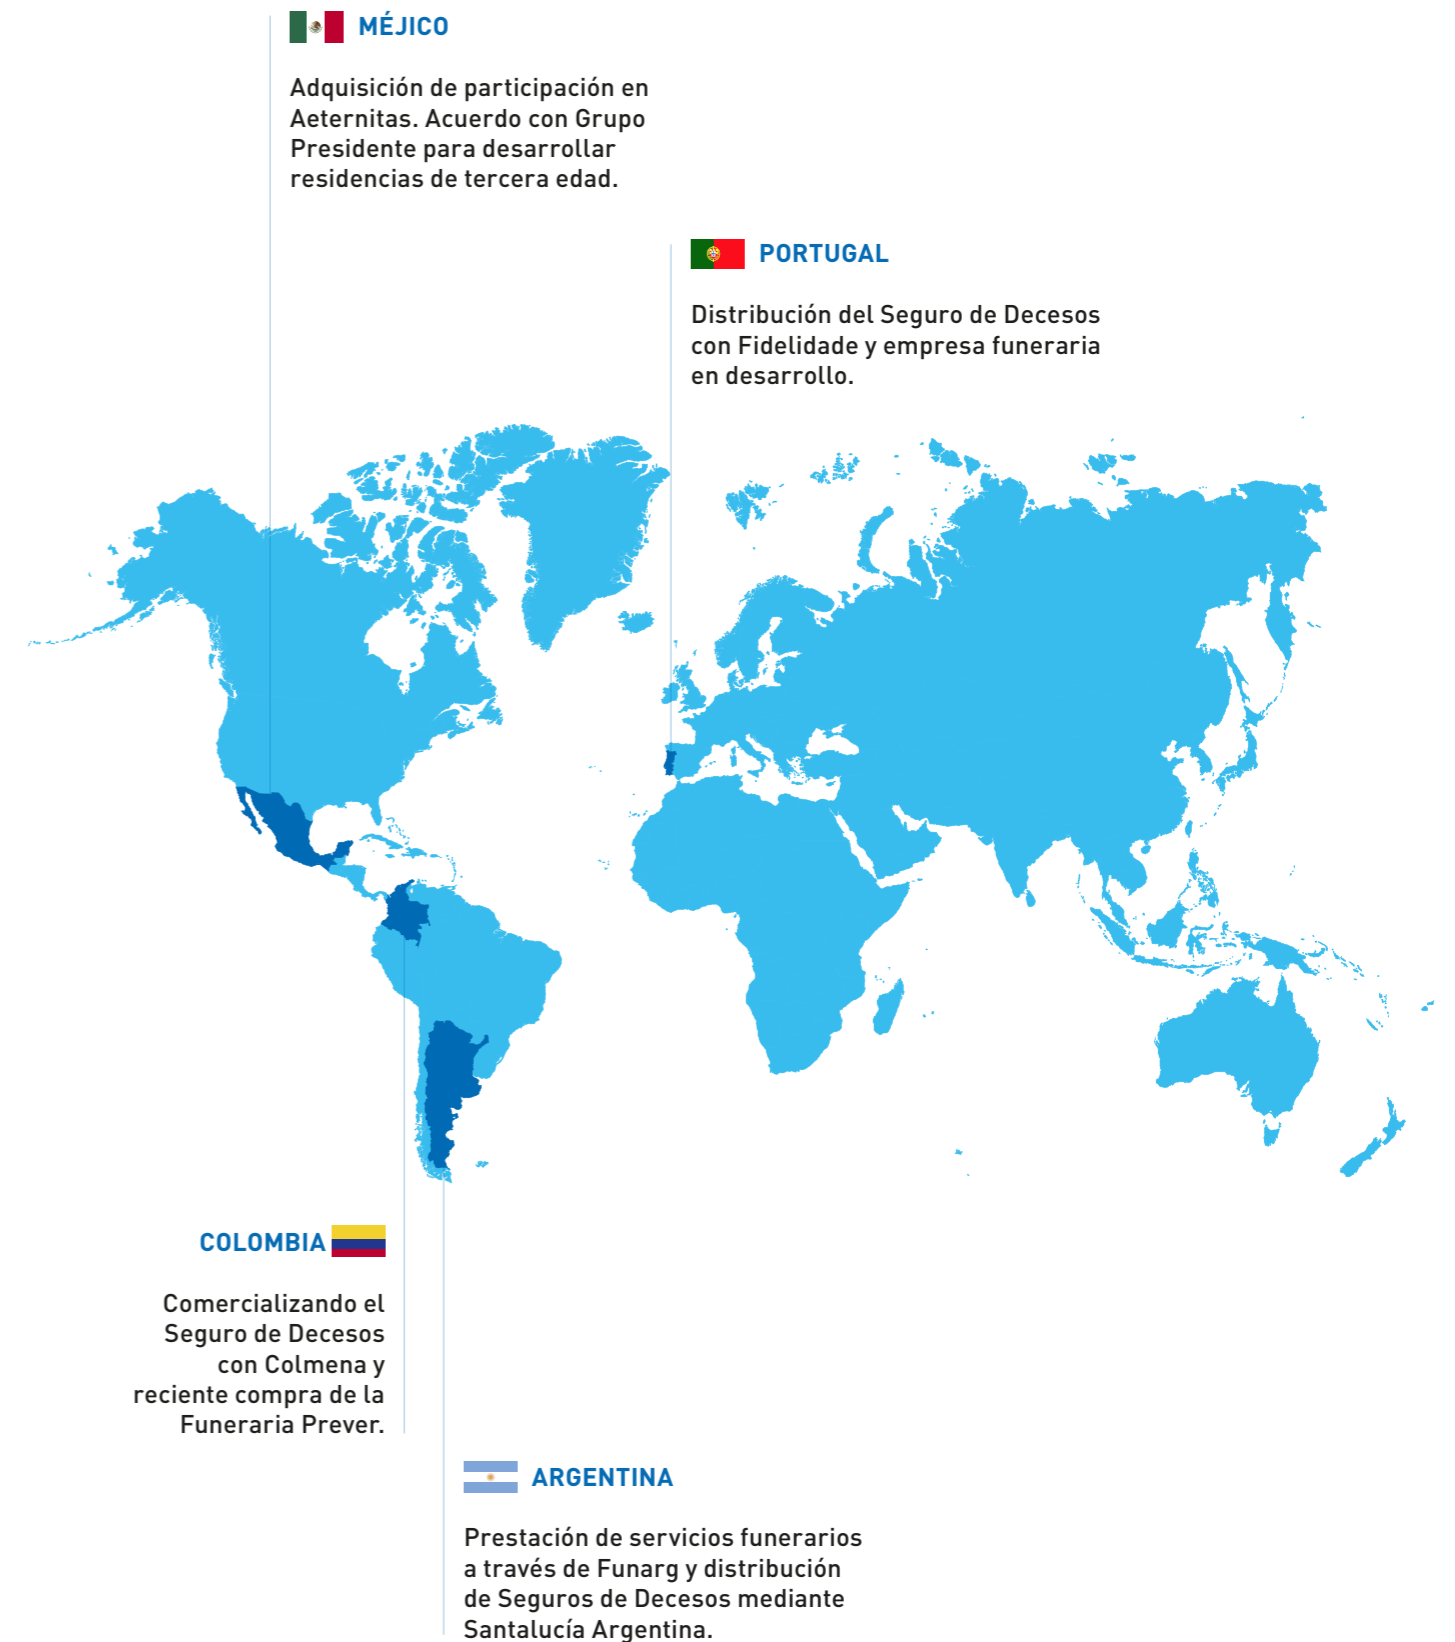 MÉJICO
Adquisición de participación en
Aeternitas. Acuerdo con Grupo
Presidente para desarrollar
residencias de tercera edad.
PORTUGAL
Distribución del Seguro de Decesos
con Fidelidade y empresa funeraria
en desarrollo.
COLOMBIA
Comercializando el
Seguro de Decesos
con Colmena y
reciente compra de la
Funeraria Prever.
ARGENTINA
Prestación de servicios funerarios
a través de Funarg y distribución
de Seguros de Decesos mediante
Santalucía Argentina.